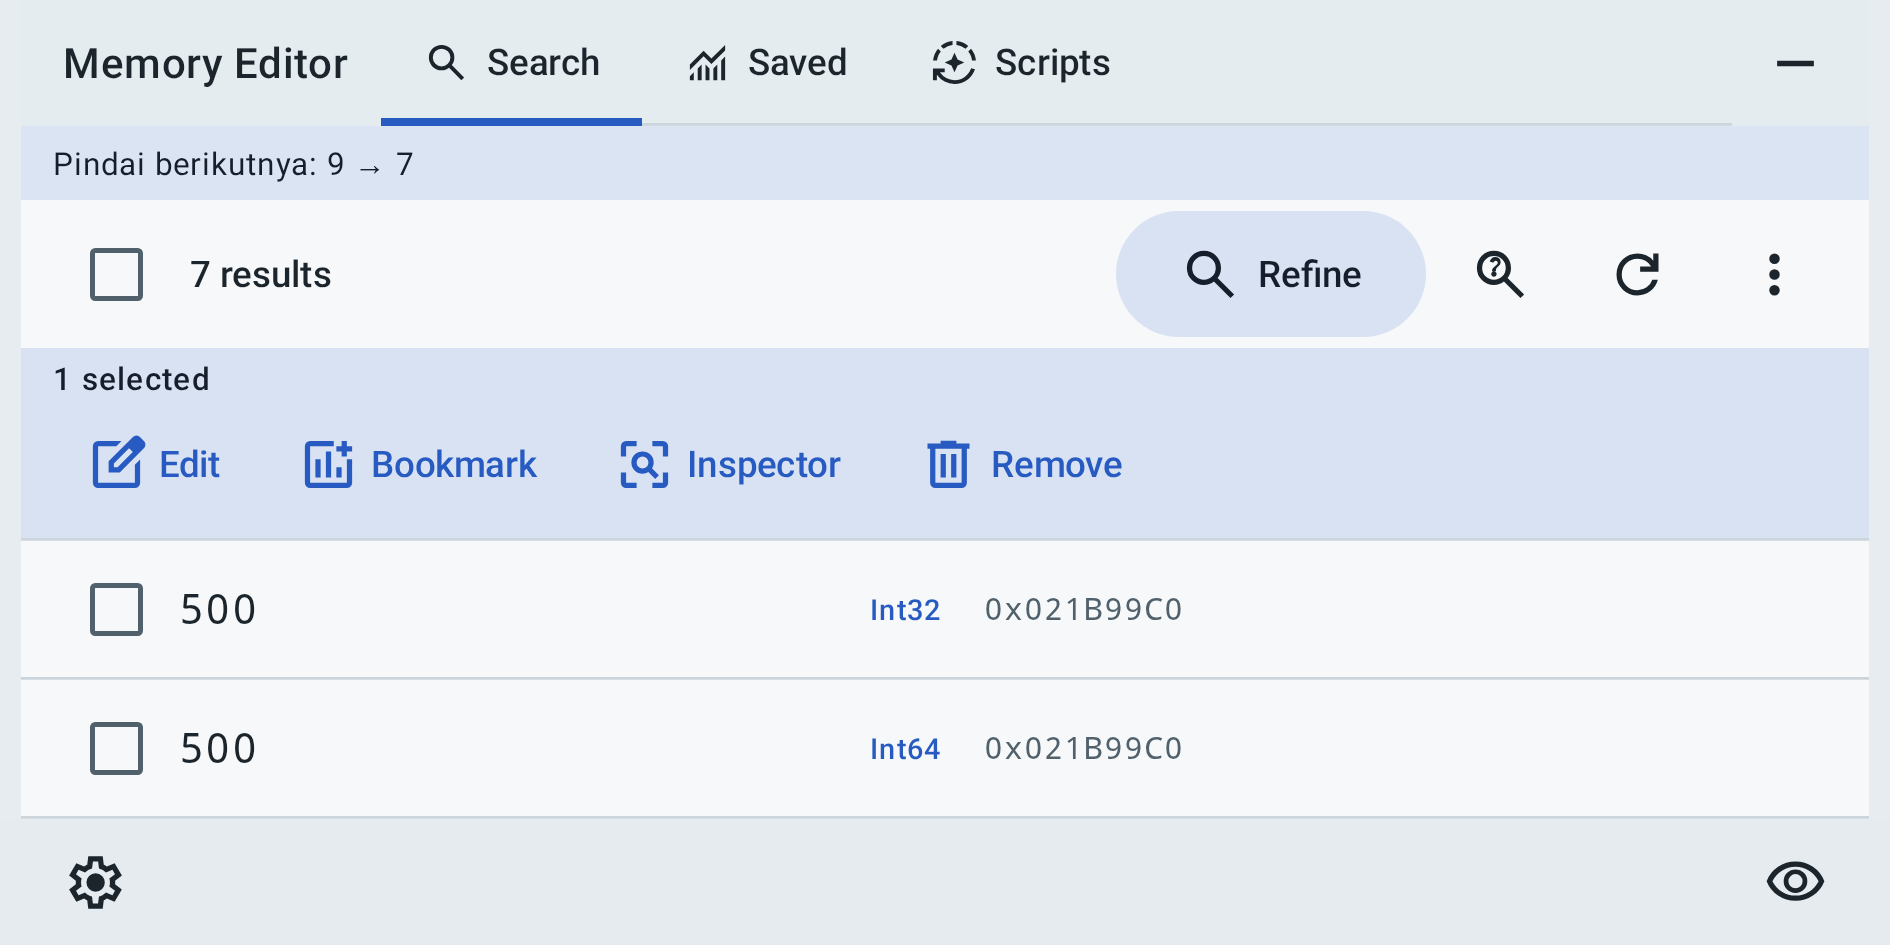 Memory Editor Search Saved Scripts
Pindai berikutnya: 9 → 7
7 results Refine
1 selected
Edit Bookmark Inspector Remove
500 Int32 0x021B99C0
500 Int64 0x021B99C0